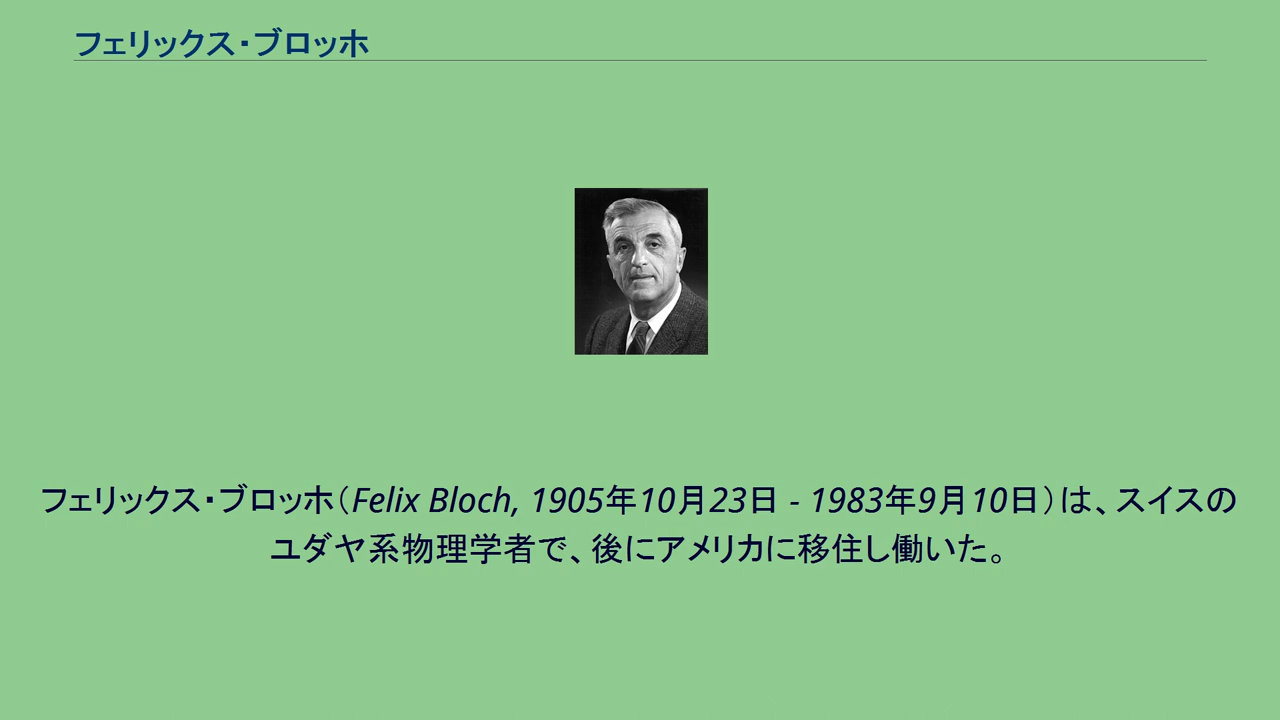 フェリックス・ブロッホ
フェリックス・ブロッホ（Felix Bloch, 1905年10月23日 - 1983年9月10日）は、スイスの
ユダヤ系物理学者で、後にアメリカに移住し働いた。